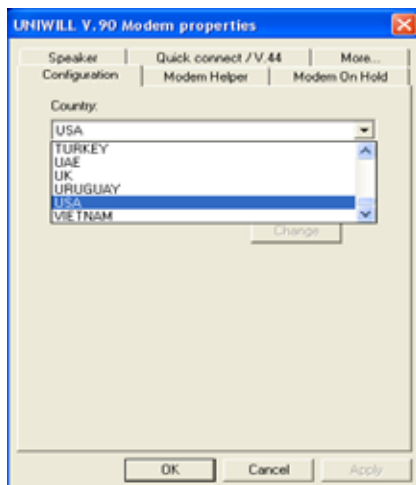 UNIWILL V.90 Modem properties
Speaker
Quick connect / V.44
More...
Configuration
Modem Helper
Modem On Hold
Country:
USA
TURKEY
UAE
UK
URUGUAY
USA
VIETNAM
Change
OK
Cancel
Apply